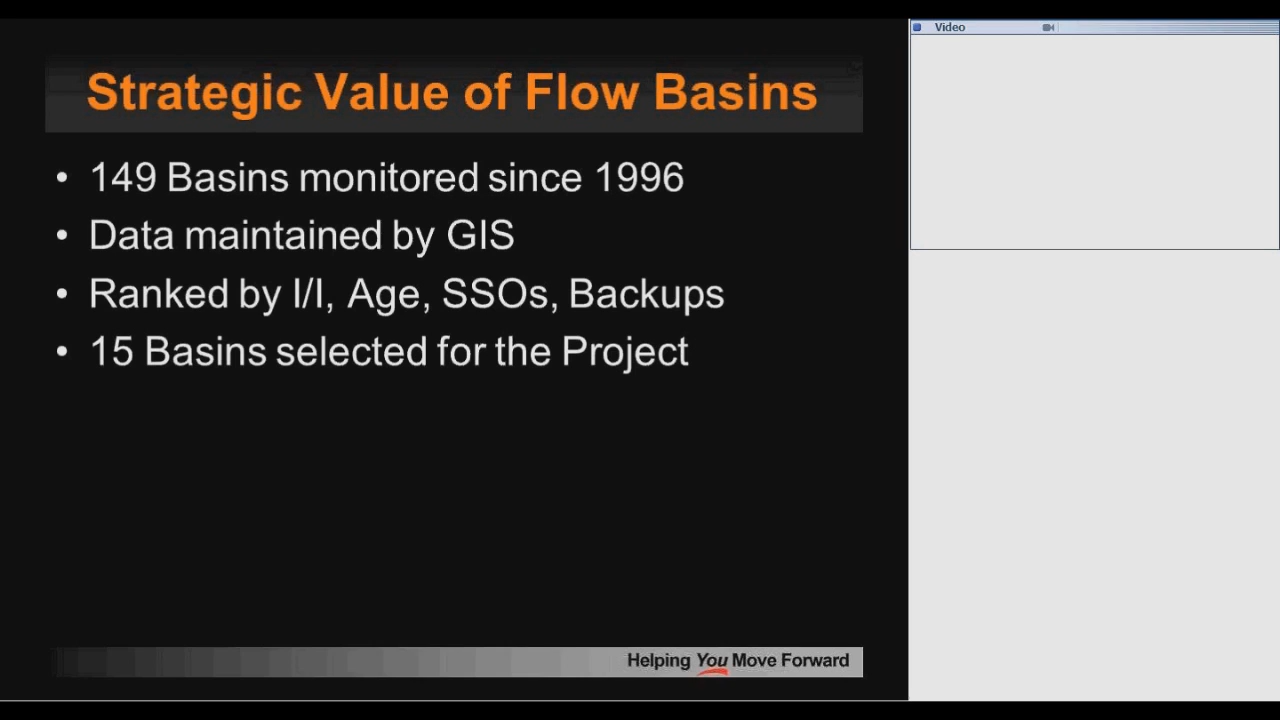 Strategic Value of Flow Basins
• 149 Basins monitored since 1996
• Data maintained by GIS
• Ranked by I/I, Age, SSOs, Backups
• 15 Basins selected for the Project
Helping You Move Forward
Video